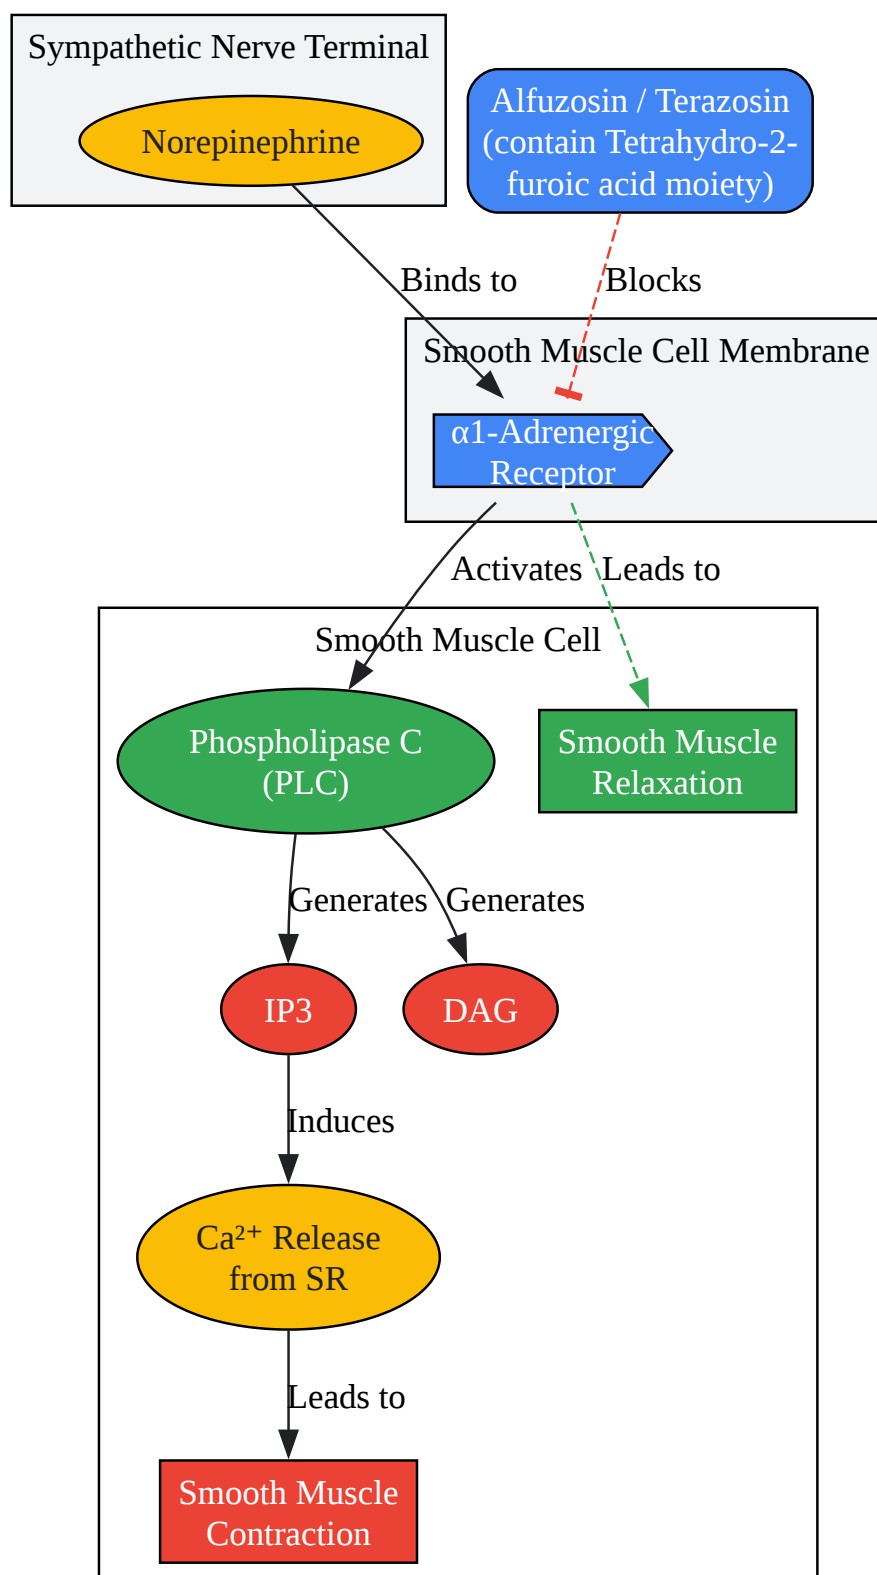 Sympathetic Nerve Terminal
Norepinephrine
Alfuzosin / Terazosin
(contain Tetrahydro-2-
furoic acid moiety)
Binds to
Blocks
Smooth Muscle Cell Membrane
α1-Adrenergic
Receptor
Activates
Leads to
Smooth Muscle Cell
Phospholipase C
(PLC)
Smooth Muscle
Relaxation
Generates
Generates
IP3
DAG
Induces
Ca²⁺ Release
from SR
Leads to
Smooth Muscle
Contraction